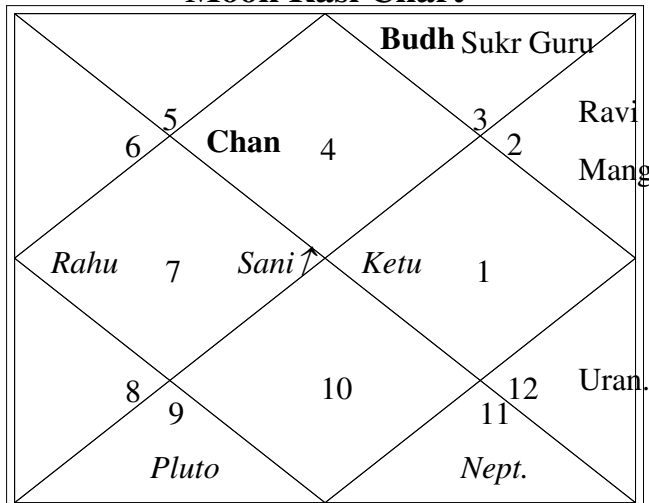 Moon Rasi Chart
Budh Sukr Guru
5
3
Ravi
6
Chan
4
2
Mang
Rahu
7
Sani↑
Ketu
1
8
10
12
Uran.
9
11
Pluto
Nept.